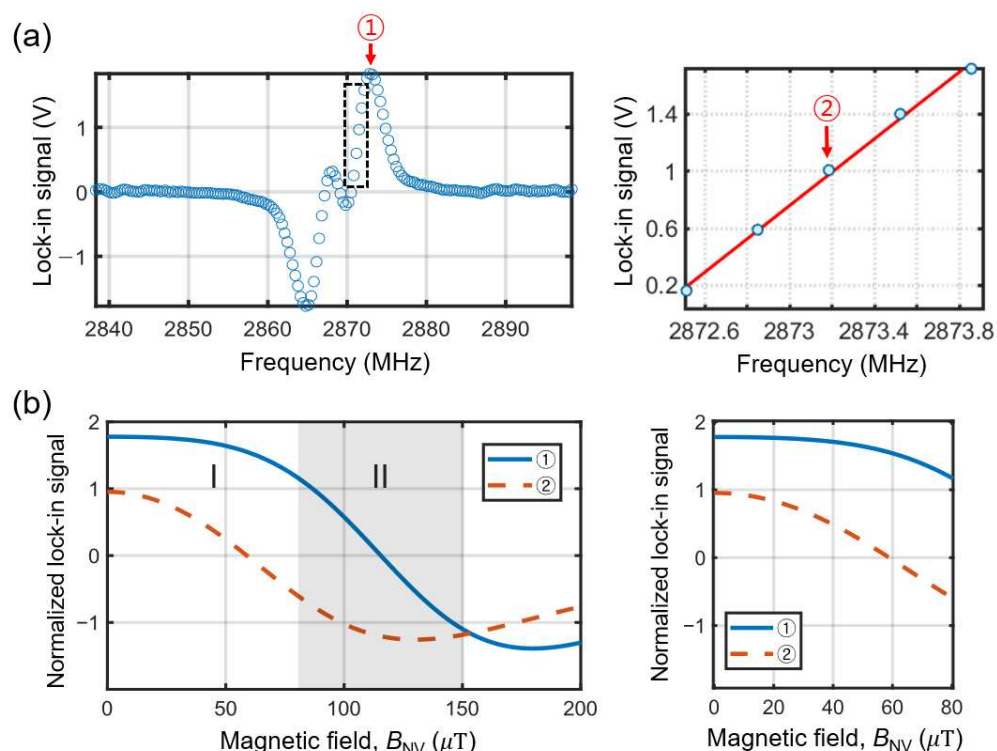 (a)
①
Lock-in signal (V)
1
−1
2840 2850 2860 2870 2880 2890
Frequency (MHz)
②
Lock-in signal (V)
1.4
1
0.6
0.2
2872.6 2873 2873.4 2873.8
Frequency (MHz)
(b)
Normalized lock-in signal
2
1
0
-1
I
II
①
②
0 50 100 150 200
Magnetic field, B_NV (μT)
Normalized lock-in signal
2
1
0
-1
①
②
0 20 40 60 80
Magnetic field, B_NV (μT)